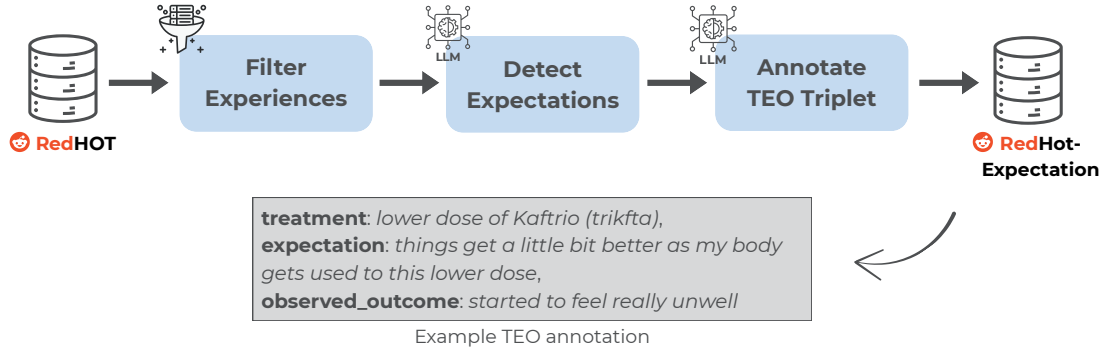 LLM
LLM
Filter
Experiences
Detect
Expectations
Annotate
TEO Triplet
RedHOT
RedHot-
Expectation
treatment: lower dose of Kaftrio (trikfta),
expectation: things get a little bit better as my body
gets used to this lower dose,
observed_outcome: started to feel really unwell
Example TEO annotation